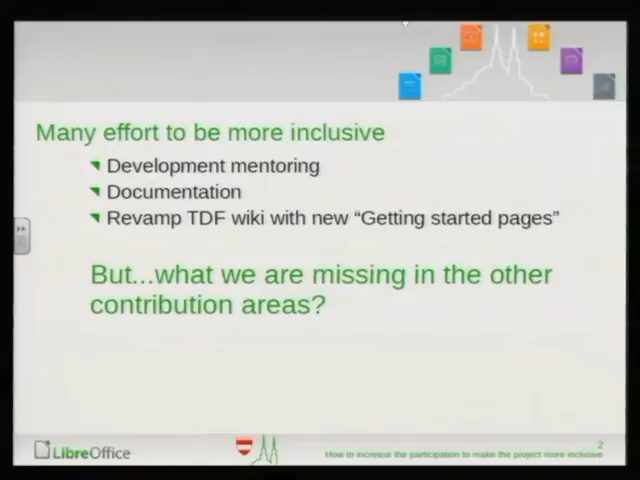 Many effort to be more inclusive
Development mentoring
Documentation
Revamp TDF wiki with new “Getting started pages”
But...what we are missing in the other
contribution areas?
LibreOffice
2
How to increase the participation to make the project more inclusive